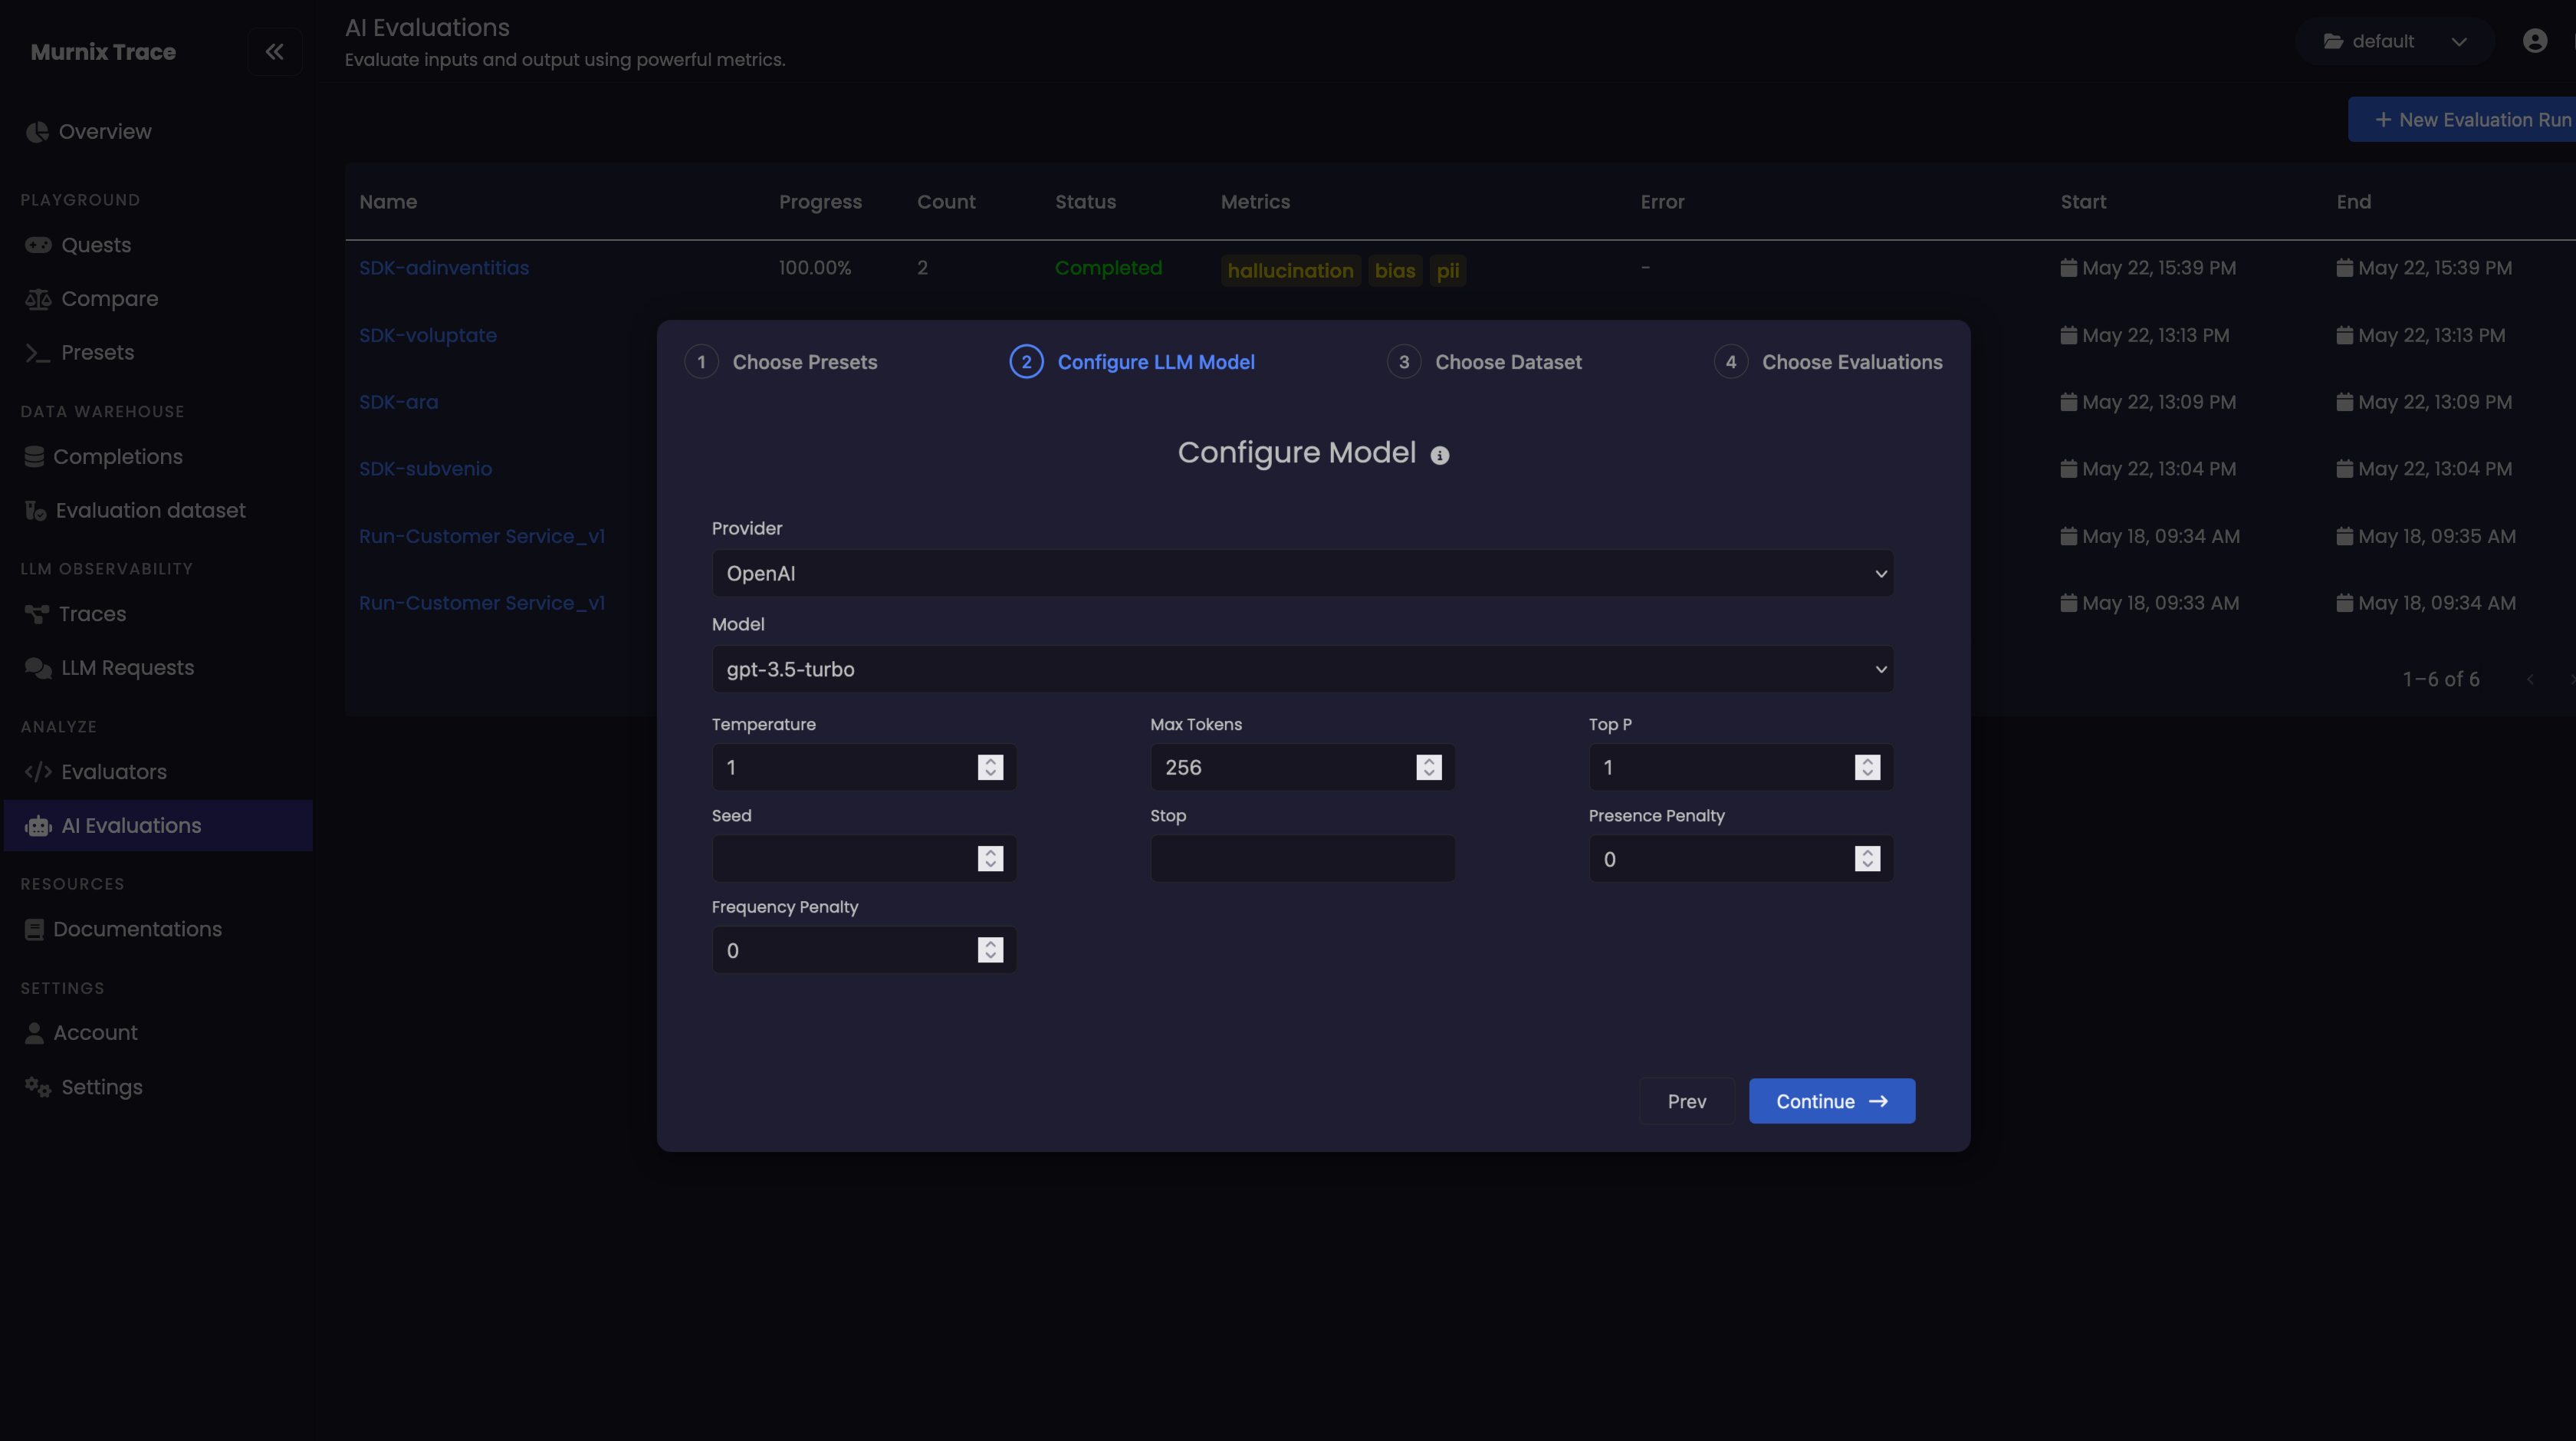 Murnix Trace
Overview
PLAYGROUND
Quests
Compare
Presets
DATA WAREHOUSE
Completions
Evaluation dataset
LLM OBSERVABILITY
Traces
LLM Requests
ANALYZE
Evaluators
AI Evaluations
RESOURCES
Documentations
SETTINGS
Account
Settings
AI Evaluations
Evaluate inputs and output using powerful metrics.
default
+ New Evaluation Run
Name Progress Count Status Metrics Error Start End
SDK-adinventitias 100.00% 2 Completed hallucination bias pii - May 22, 15:39 PM May 22, 15:39 PM
SDK-voluptate May 22, 13:13 PM May 22, 13:13 PM
SDK-ara May 22, 13:09 PM May 22, 13:09 PM
SDK-subvenio May 22, 13:04 PM May 22, 13:04 PM
Run-Customer Service_v1 May 18, 09:34 AM May 18, 09:35 AM
Run-Customer Service_v1 May 18, 09:33 AM May 18, 09:34 AM
1–6 of 6
1 Choose Presets 2 Configure LLM Model 3 Choose Dataset 4 Choose Evaluations
Configure Model
Provider
OpenAI
Model
gpt-3.5-turbo
Temperature Max Tokens Top P
1 256 1
Seed Stop Presence Penalty
0
Frequency Penalty
0
Prev Continue →